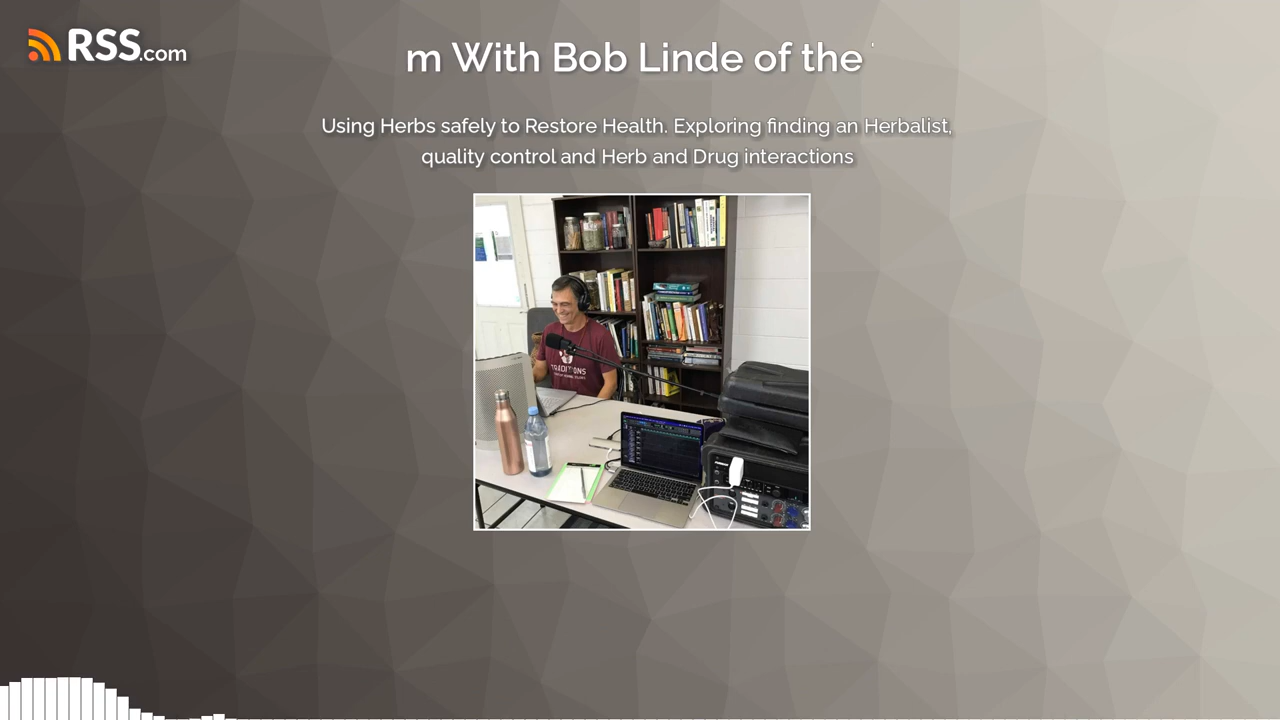 RSS.com
m With Bob Linde of the
Using Herbs safely to Restore Health. Exploring finding an Herbalist,
quality control and Herb and Drug interactions
TRADITIONS